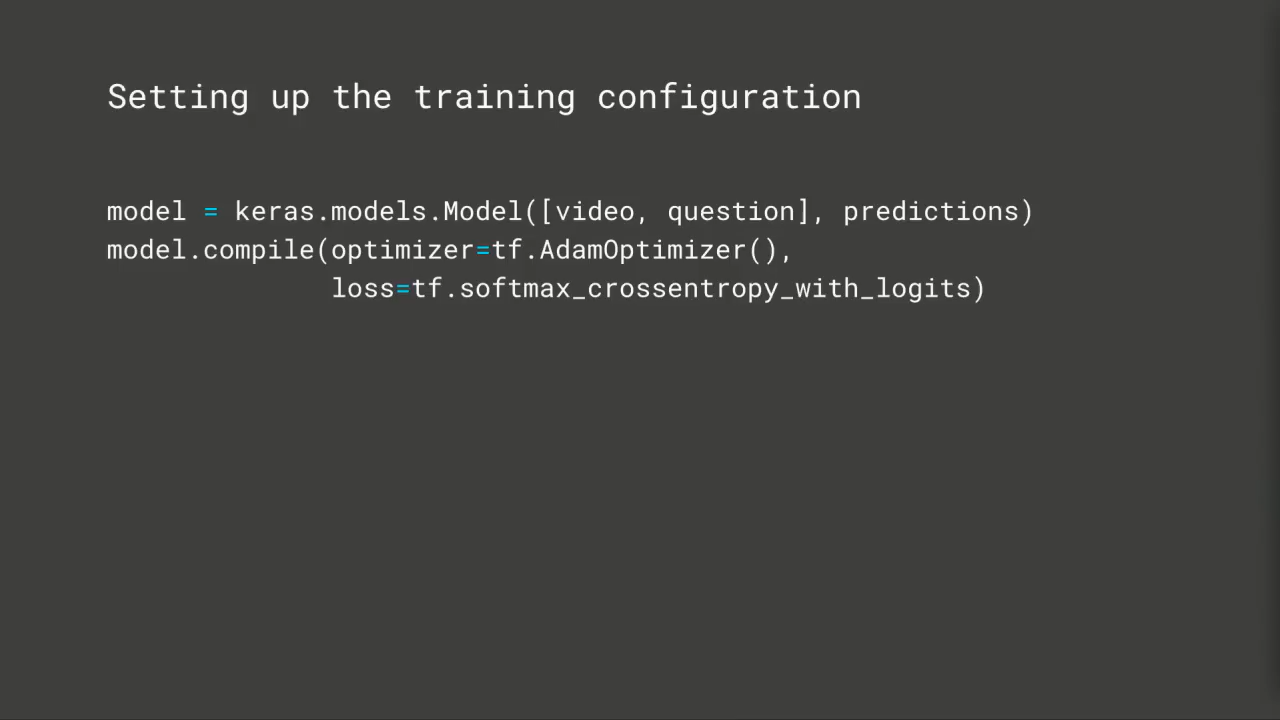 Setting up the training configuration
model = keras.models.Model([video, question], predictions)
model.compile(optimizer=tf.AdamOptimizer(),
loss=tf.softmax_crossentropy_with_logits)